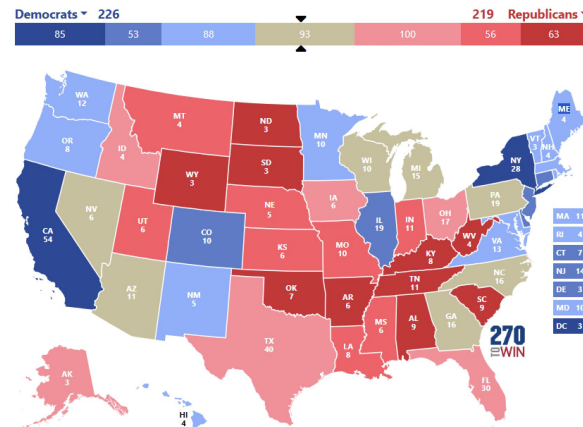 Democrats 226
219 Republicans
85 53 88 93 100 56 63
WA
12
OR
8
CA
54
NV
6
ID
4
MT
4
WY
3
UT
6
AZ
11
CO
10
NM
5
ND
3
SD
3
NE
5
KS
6
OK
7
TX
40
MN
10
IA
6
MO
10
AR
6
LA
8
WI
10
IL
19
MI
15
IN
11
OH
17
KY
8
TN
11
MS
6
AL
9
GA
16
FL
30
SC
9
NC
16
VA
13
WV
4
PA
19
NY
28
VT
3
NH
4
ME
4
AK
3
HI
4
MA 11
RI 4
CT 7
NJ 14
DE 3
MD 10
DC 3
270
TO WIN